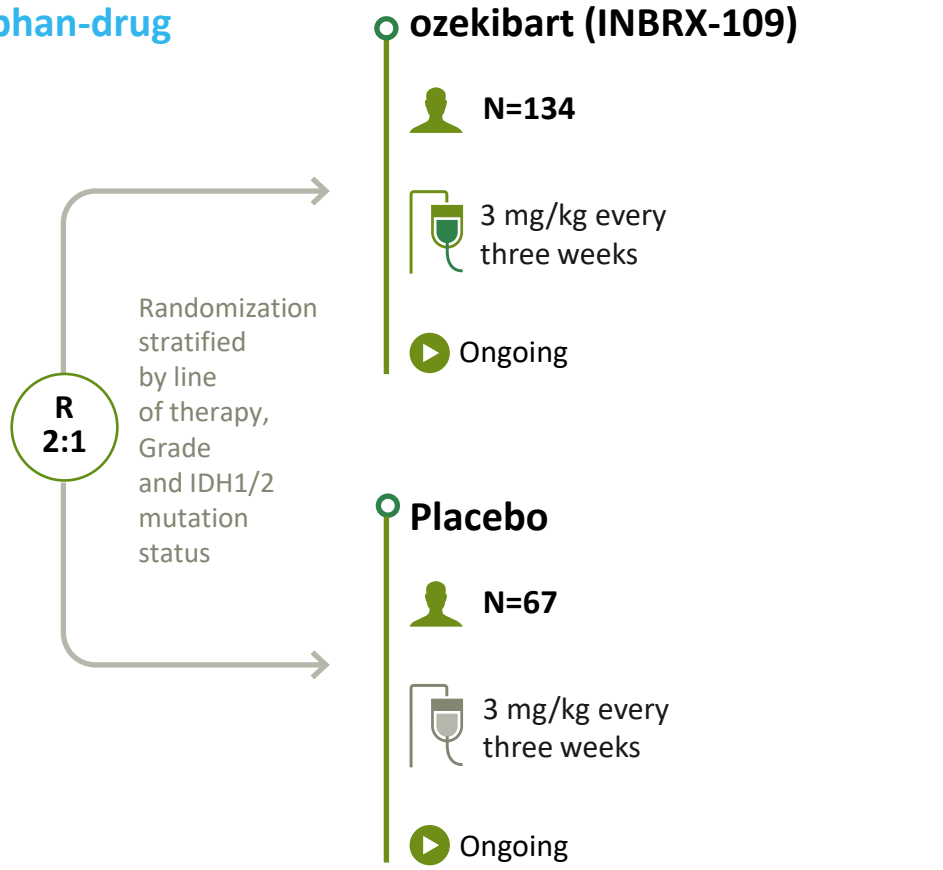 phan-drug
ozekibart (INBRX-109)
N=134
3 mg/kg every
three weeks
Ongoing
Randomization
stratified
by line
of therapy,
Grade
and IDH1/2
mutation
status
R
2:1
Placebo
N=67
3 mg/kg every
three weeks
Ongoing